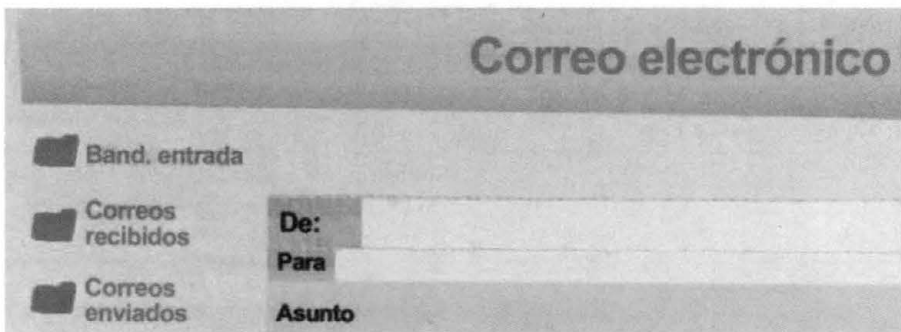 Correo electrónico
Band. entrada
Correos
recibidos
Correos
enviados
De:
Para
Asunto